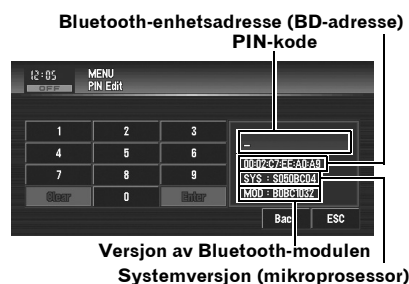 Bluetooth-enhetsadresse (BD-adresse)
PIN-kode
12:05 MENU
OFF PIN Edit
1 2 3
4 5 6
7 8 9
Clear 0 Enter
_
00:02:C7:EE:A0:A9
SYS : S050BC04
MOD : B0BC1032
Back ESC
Versjon av Bluetooth-modulen
Systemversjon (mikroprosessor)